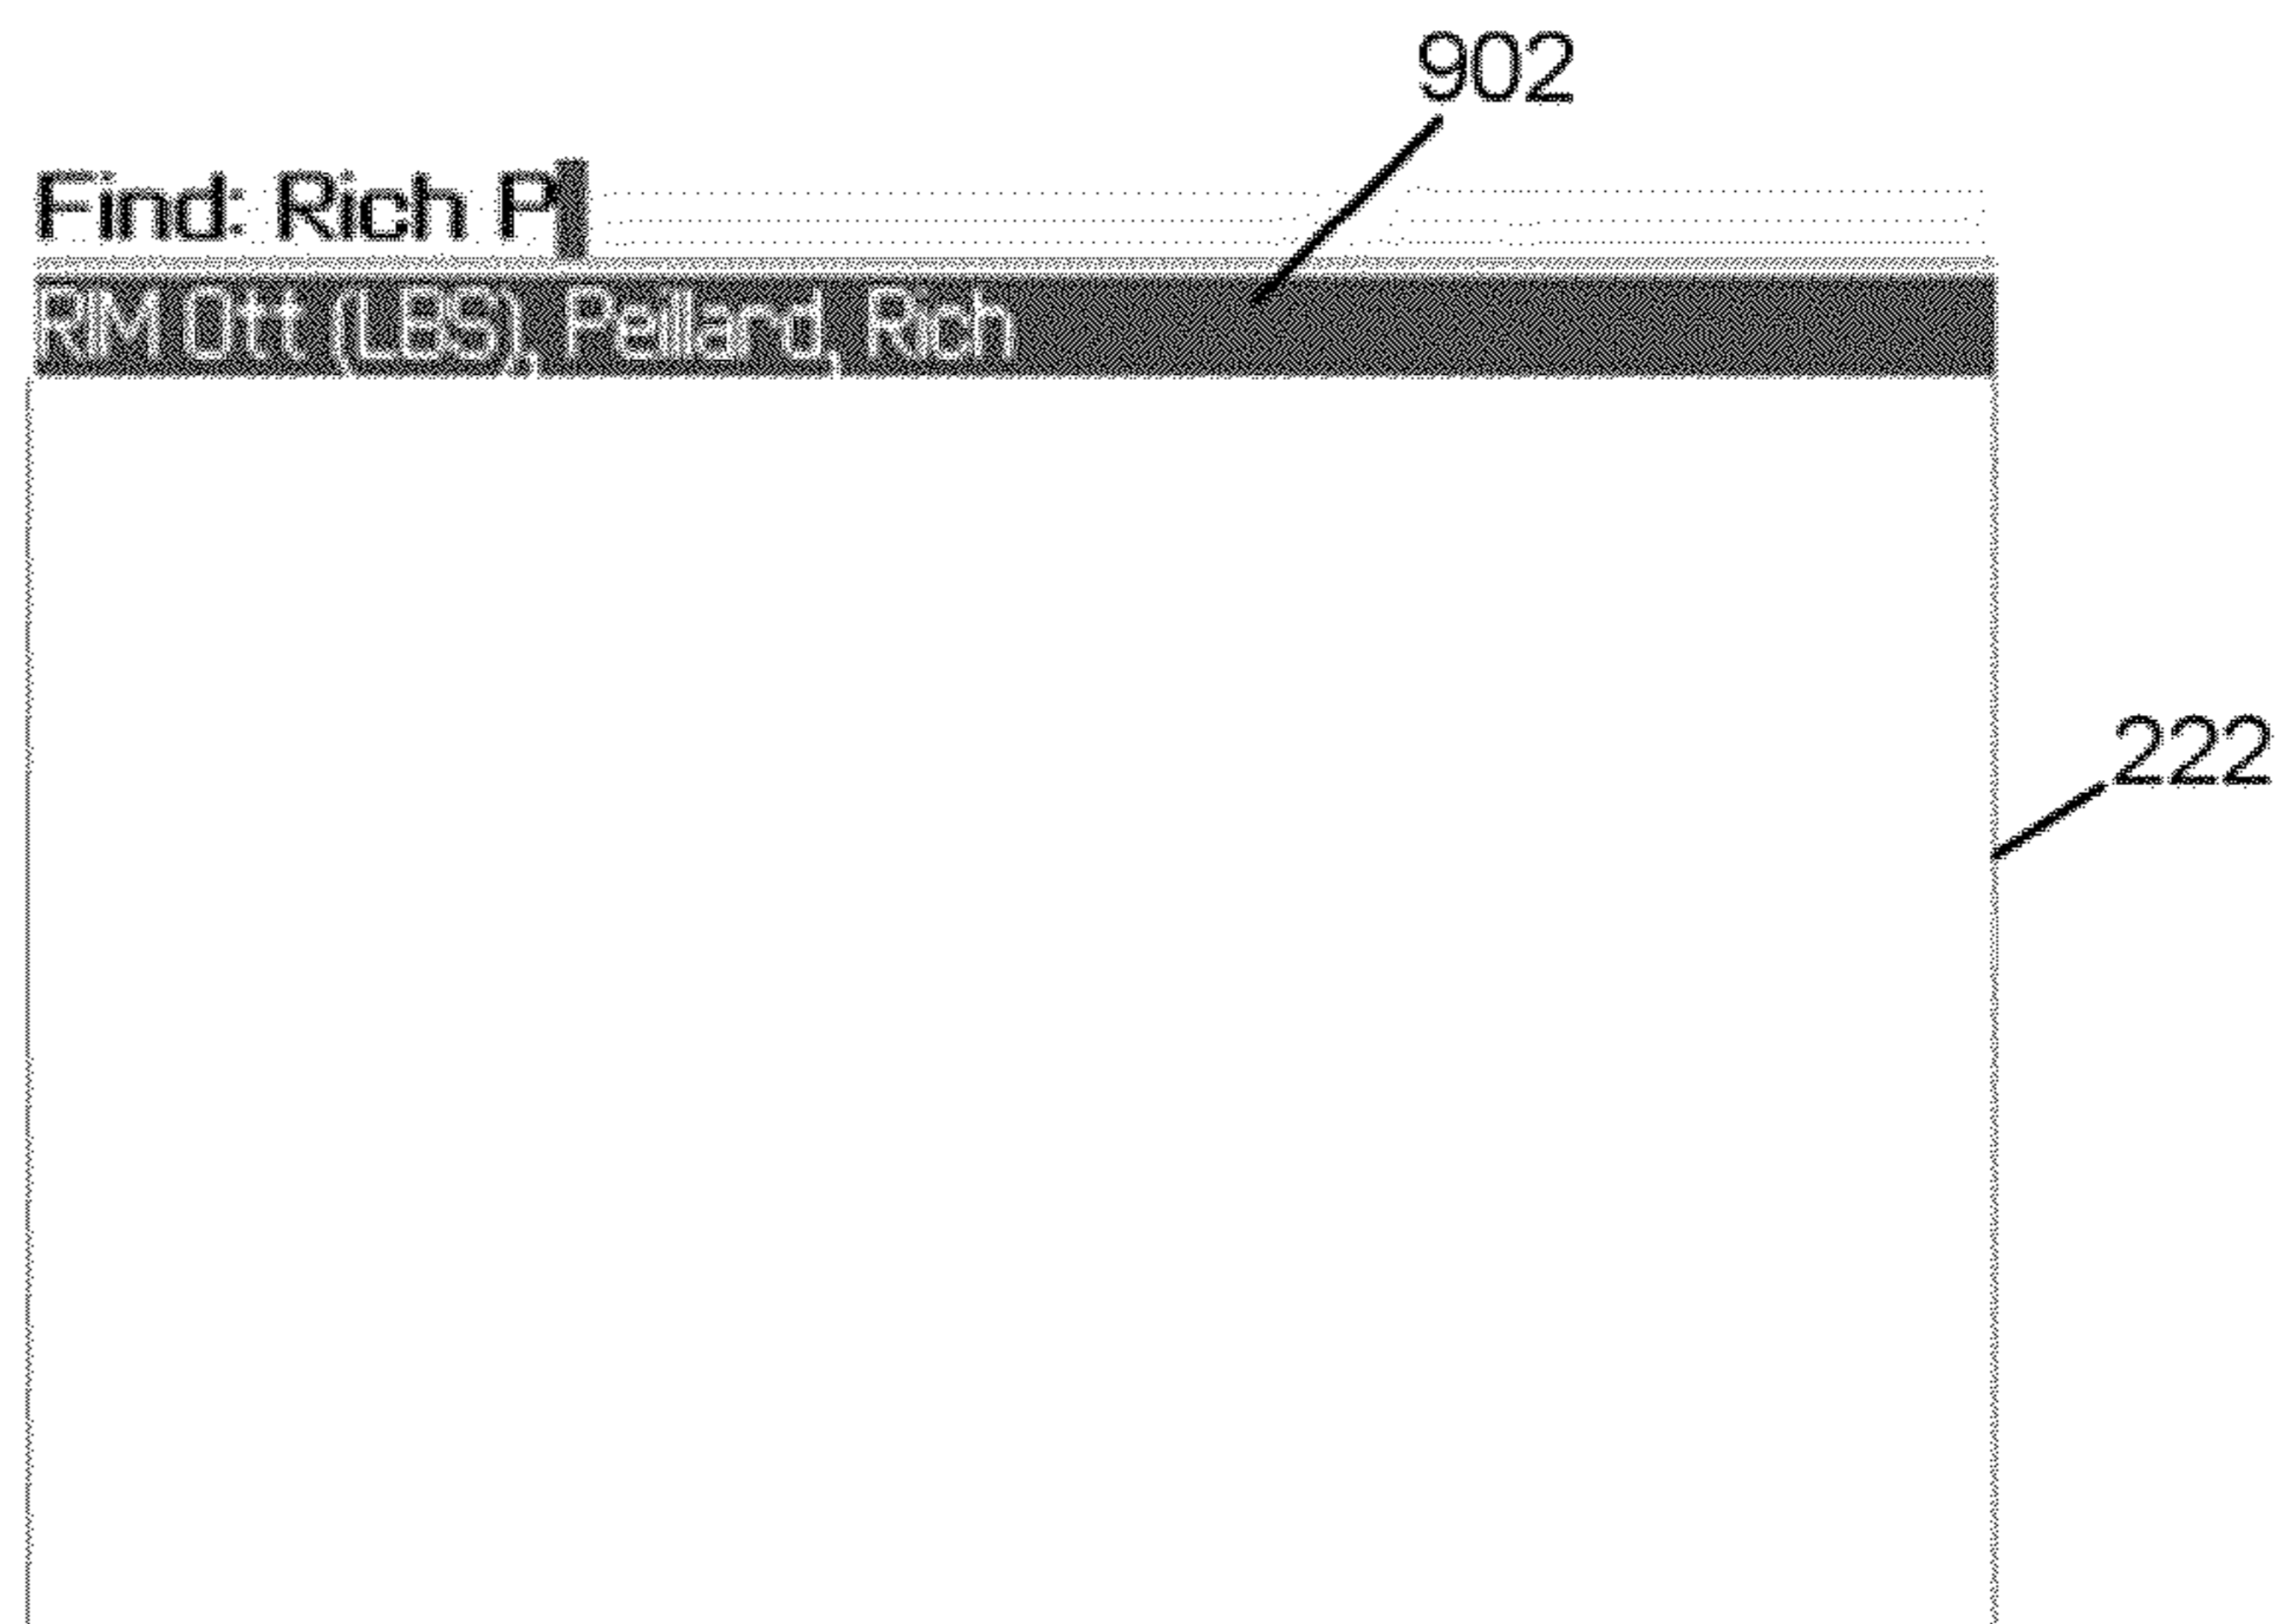 902
Find: Rich P
RIM Ott (LBS), Peillard, Rich
222